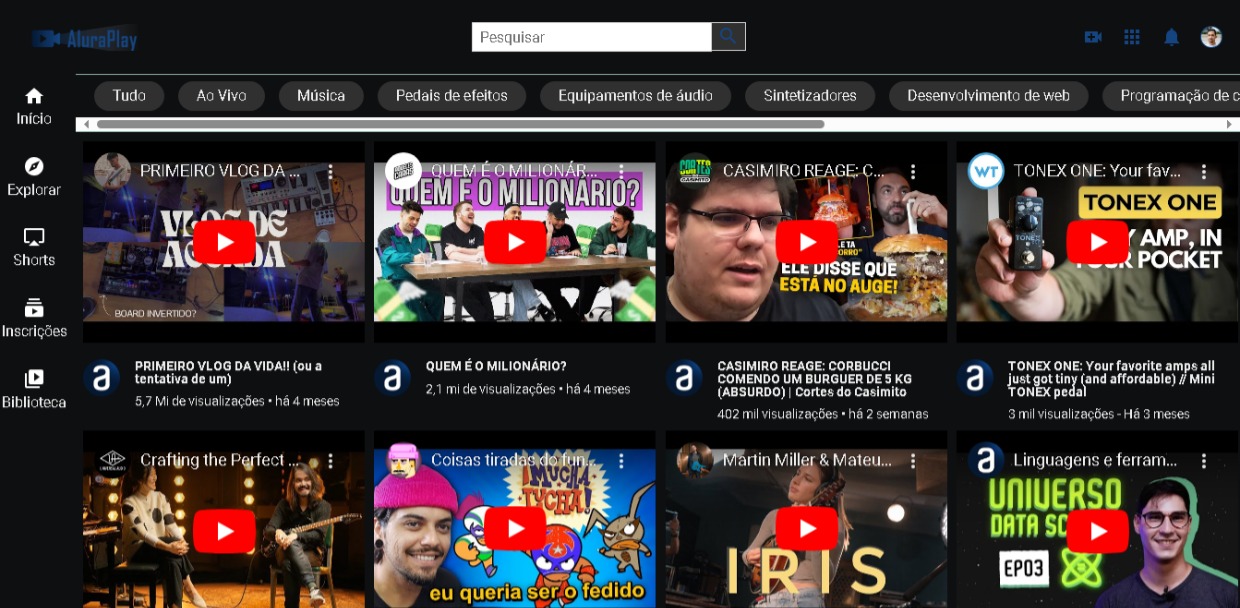 AluraPlay
Pesquisar
Tudo
Ao Vivo
Música
Pedais de efeitos
Equipamentos de áudio
Sintetizadores
Desenvolvimento de web
Programação de c
Início
Explorar
Shorts
Inscrições
Biblioteca
PRIMEIRO VLOG DA ...
VLOG DE
AGENDA
BOARD INVERTIDO?
PRIMEIRO VLOG DA VIDA!! (ou a
tentativa de um)
5,7 Mi de visualizações • há 4 meses
QUEM É O MILIONÁR...
QUEM É O MILIONÁRIO?
QUEM É O MILIONÁRIO?
2,1 mi de visualizações • há 4 meses
CORTES
CASIMITO
CASIMIRO REAGE: C...
ELE DISSE QUE
ESTÁ NO AUGE!
CASIMIRO REAGE: CORBUCCI
COMENDO UM BURGUER DE 5 KG
(ABSURDO) | Cortes do Casimito
402 mil visualizações • há 2 semanas
WT
TONEX ONE: Your fav...
TONEX ONE
AMP, IN
POCKET
TONEX ONE: Your favorite amps all
just got tiny (and affordable) // Mini
TONEX pedal
3 mil visualizações - Há 3 meses
Crafting the Perfect ...
Coisas tiradas do fun...
MUCHA
TYCHA!
eu queria ser o fedido
Martin Miller & Mateu...
IRIS
a
Linguagens e ferram...
UNIVERSO
DATA SC
EP03